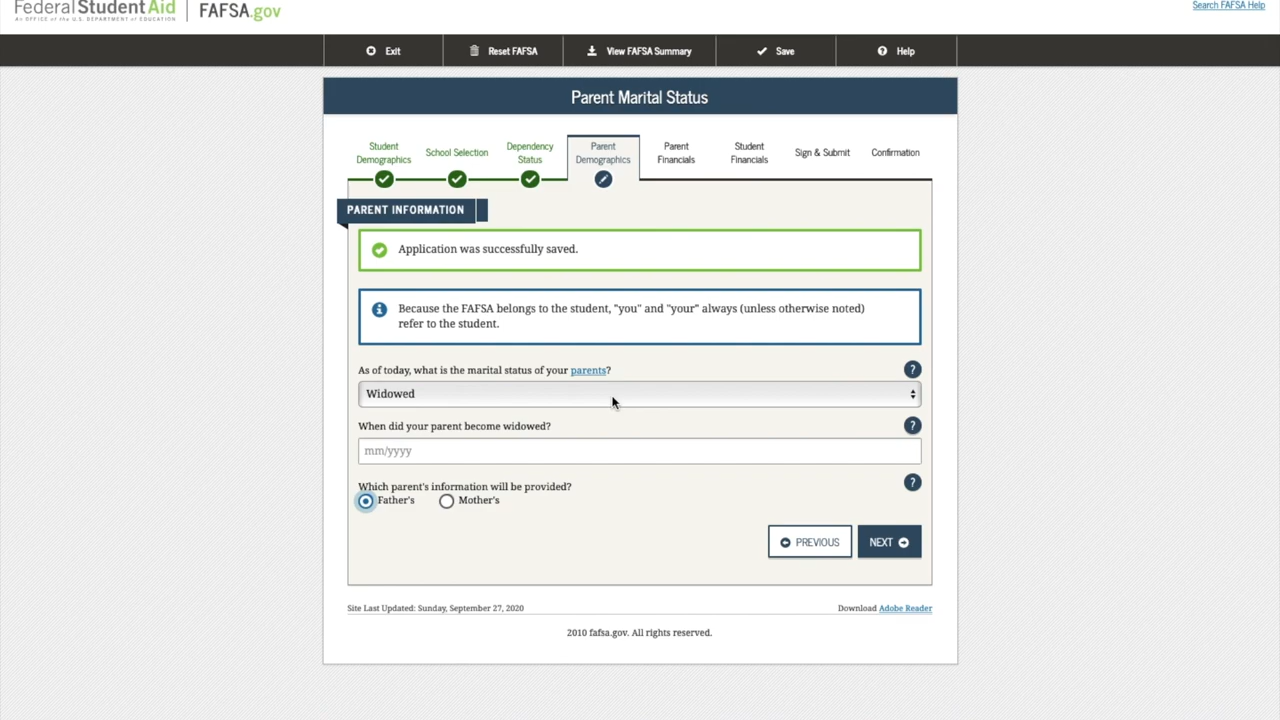 Federal Student Aid
An OFFICE of the U.S. DEPARTMENT of EDUCATION
FAFSA.gov
Search FAFSA Help
Exit
Reset FAFSA
View FAFSA Summary
Save
Help
Parent Marital Status
Student Demographics
School Selection
Dependency Status
Parent Demographics
Parent Financials
Student Financials
Sign & Submit
Confirmation
PARENT INFORMATION
Application was successfully saved.
Because the FAFSA belongs to the student, "you" and "your" always (unless otherwise noted)
refer to the student.
As of today, what is the marital status of your parents?
?
Widowed
When did your parent become widowed?
?
mm/yyyy
Which parent's information will be provided?
?
Father's
Mother's
PREVIOUS
NEXT
Site Last Updated: Sunday, September 27, 2020
Download Adobe Reader
2010 fafsa.gov. All rights reserved.